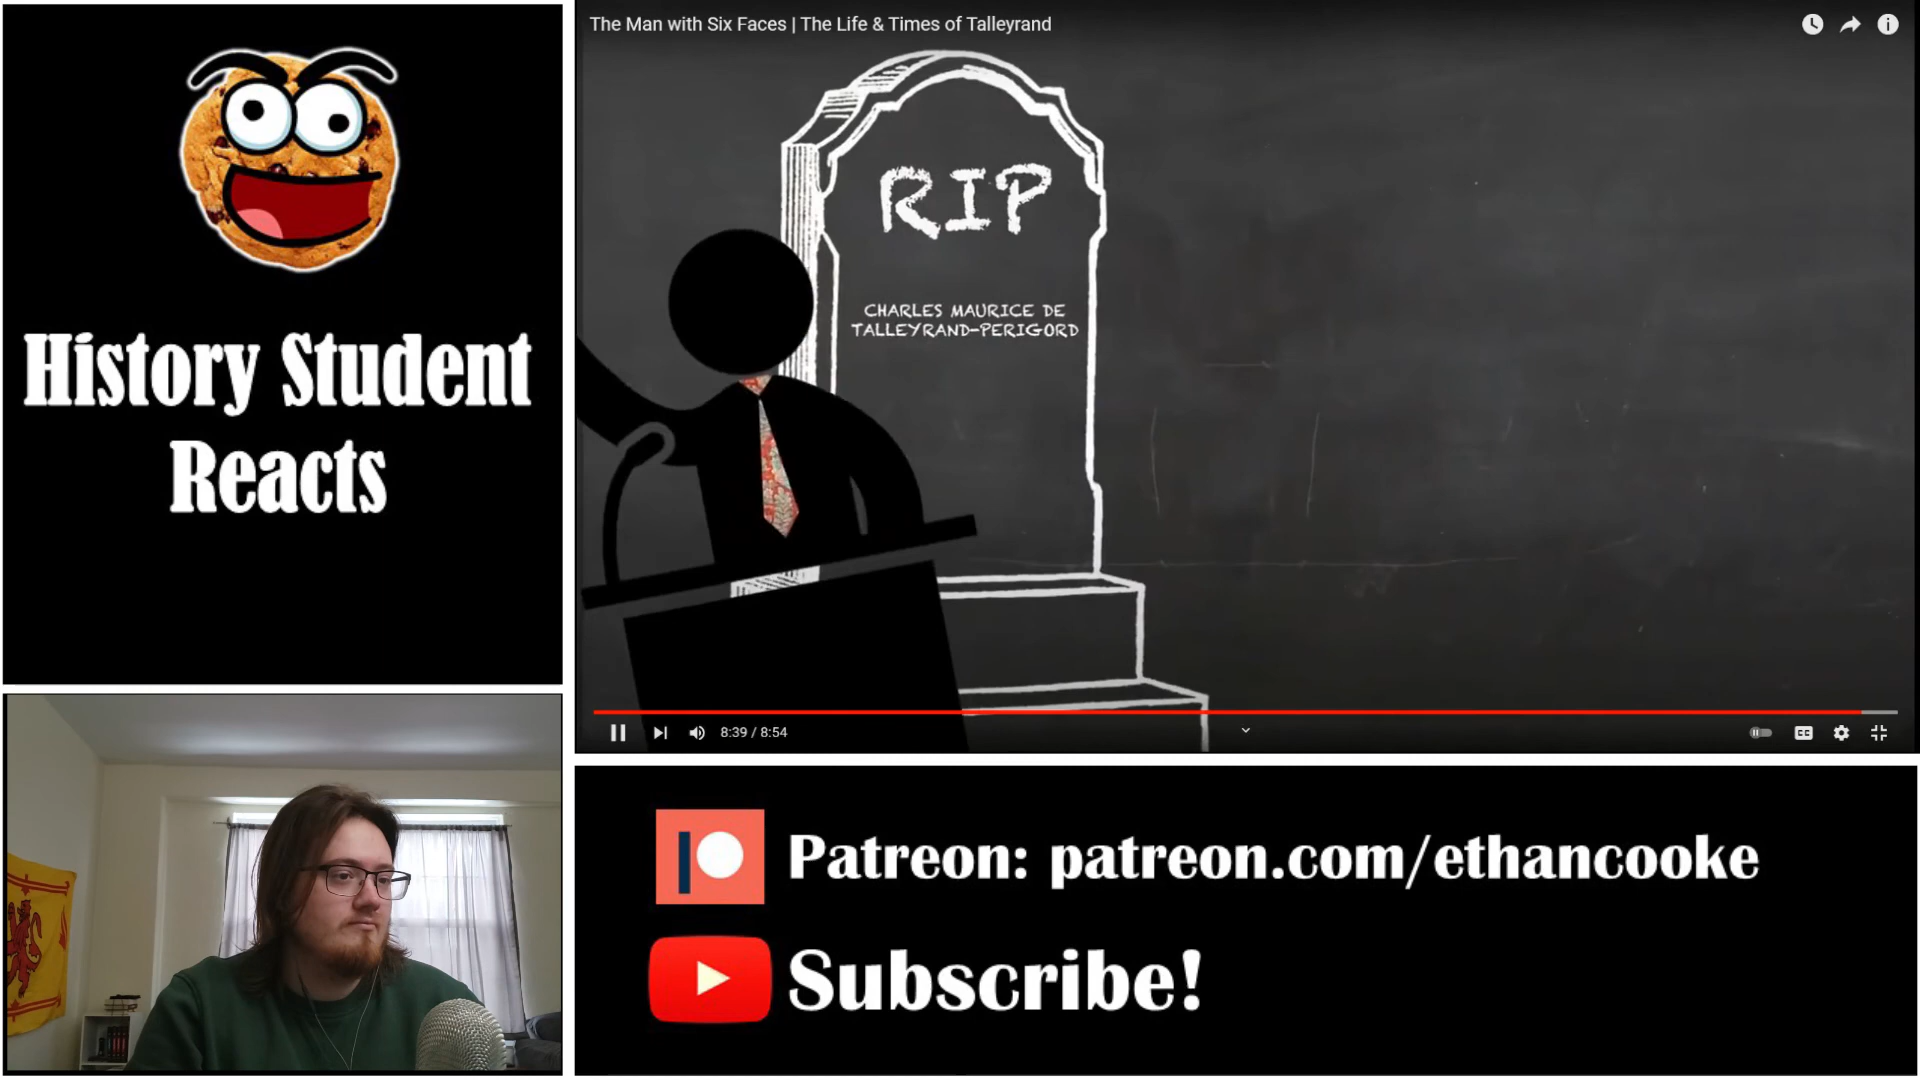 History Student
Reacts
The Man with Six Faces | The Life & Times of Talleyrand
RIP
CHARLES MAURICE DE
TALLEYRAND-PERIGORD
8:39 / 8:54
CC
Patreon: patreon.com/ethancooke
Subscribe!